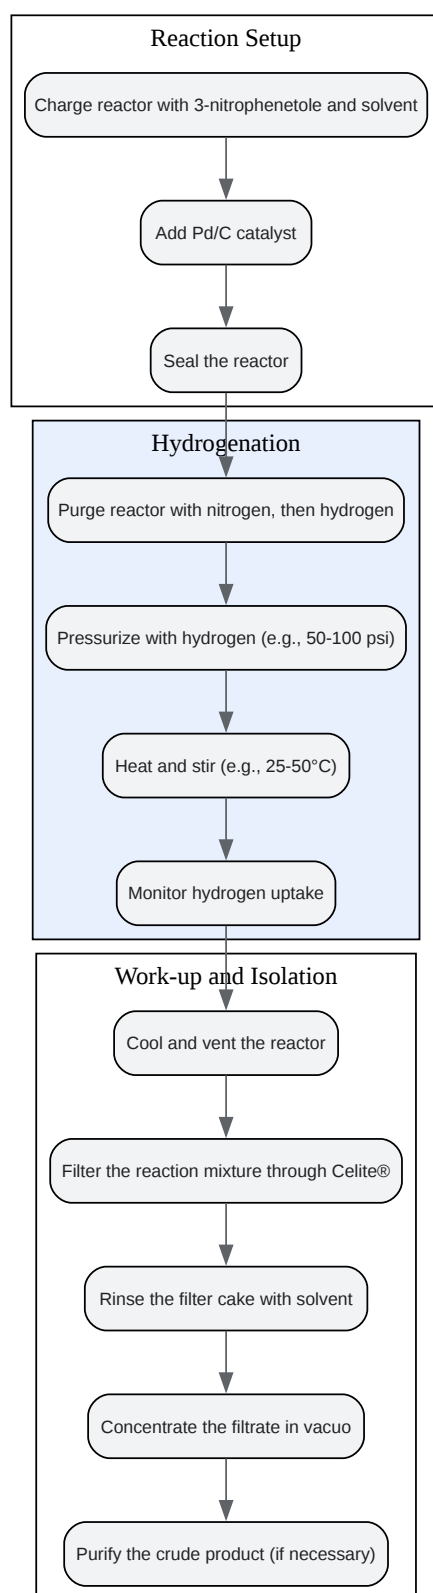 Reaction Setup
Charge reactor with 3-nitrophenetole and solvent
Add Pd/C catalyst
Seal the reactor
Hydrogenation
Purge reactor with nitrogen, then hydrogen
Pressurize with hydrogen (e.g., 50-100 psi)
Heat and stir (e.g., 25-50°C)
Monitor hydrogen uptake
Work-up and Isolation
Cool and vent the reactor
Filter the reaction mixture through Celite®
Rinse the filter cake with solvent
Concentrate the filtrate in vacuo
Purify the crude product (if necessary)